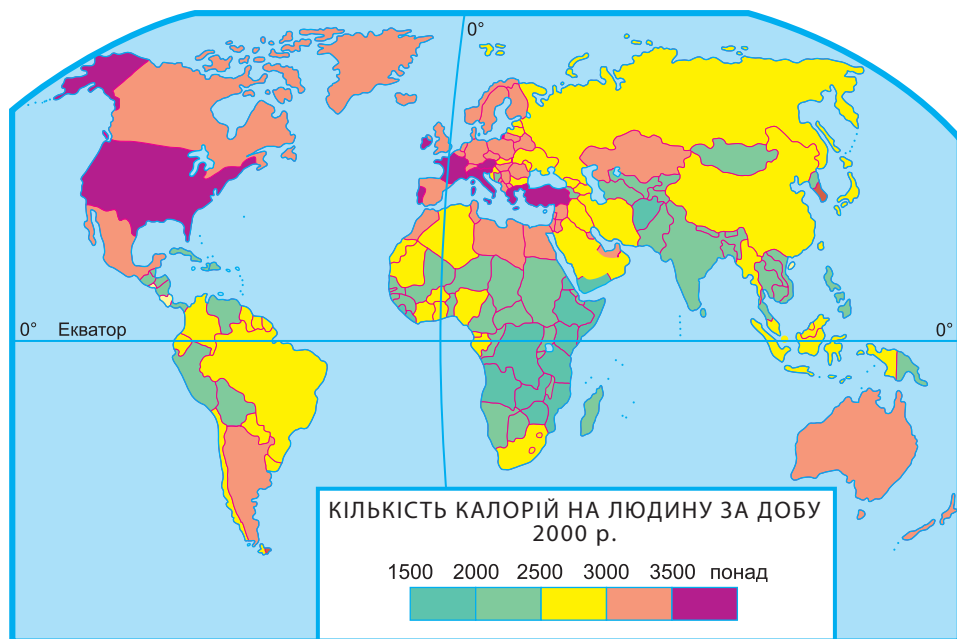 0°
0° Екватор 0°
КІЛЬКІСТЬ КАЛОРІЙ НА ЛЮДИНУ ЗА ДОБУ
2000 р.
1500 2000 2500 3000 3500 понад